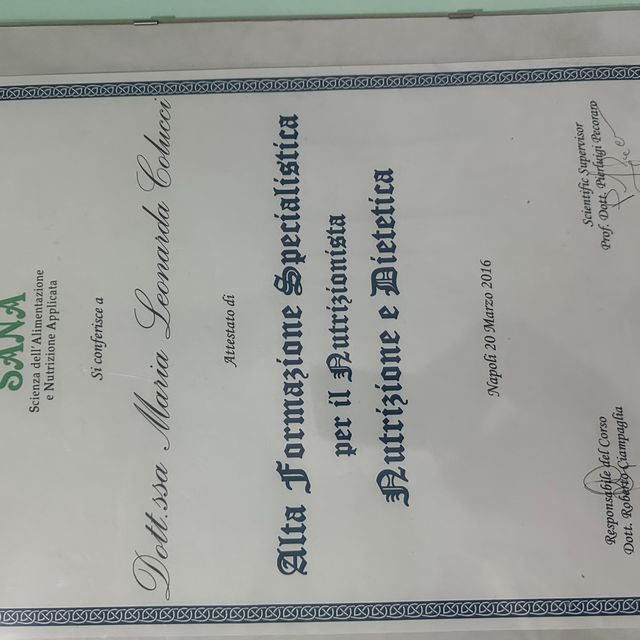 SANA
Scienza dell'Alimentazione
e Nutrizione Applicata
Si conferisce a
Dott.ssa Maria Leonarda Colucci
Attestato di
Alta Formazione Specialistica
per il Nutrizionista
Nutrizione e Dietetica
Napoli 20 Marzo 2016
Responsabile del Corso
Dott. Roberto Ciampaglia
Scientific Supervisor
Prof. Dott. Pierluigi Pecoraro